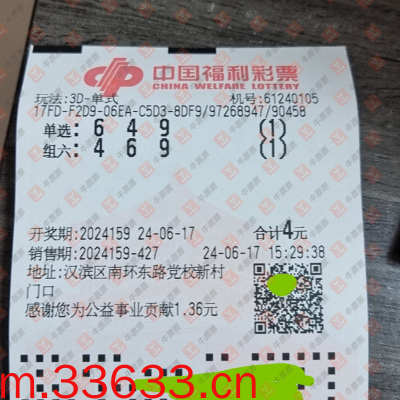 中国福利彩票
CHINA WELFARE LOTTERY
玩法:3D-单式 机号:61240105
17FD-F2D9-06EA-C5D3-8DF9/97268947/90458
单选: 6 4 9 (1)
组六: 4 6 9 (1)
开奖期:2024159 24-06-17 合计4元
销售期:2024159-427 24-06-17 15:29:38
地址:汉滨区南环东路党校新村
门口
感谢您为公益事业贡献1.36元
m.33633.cn